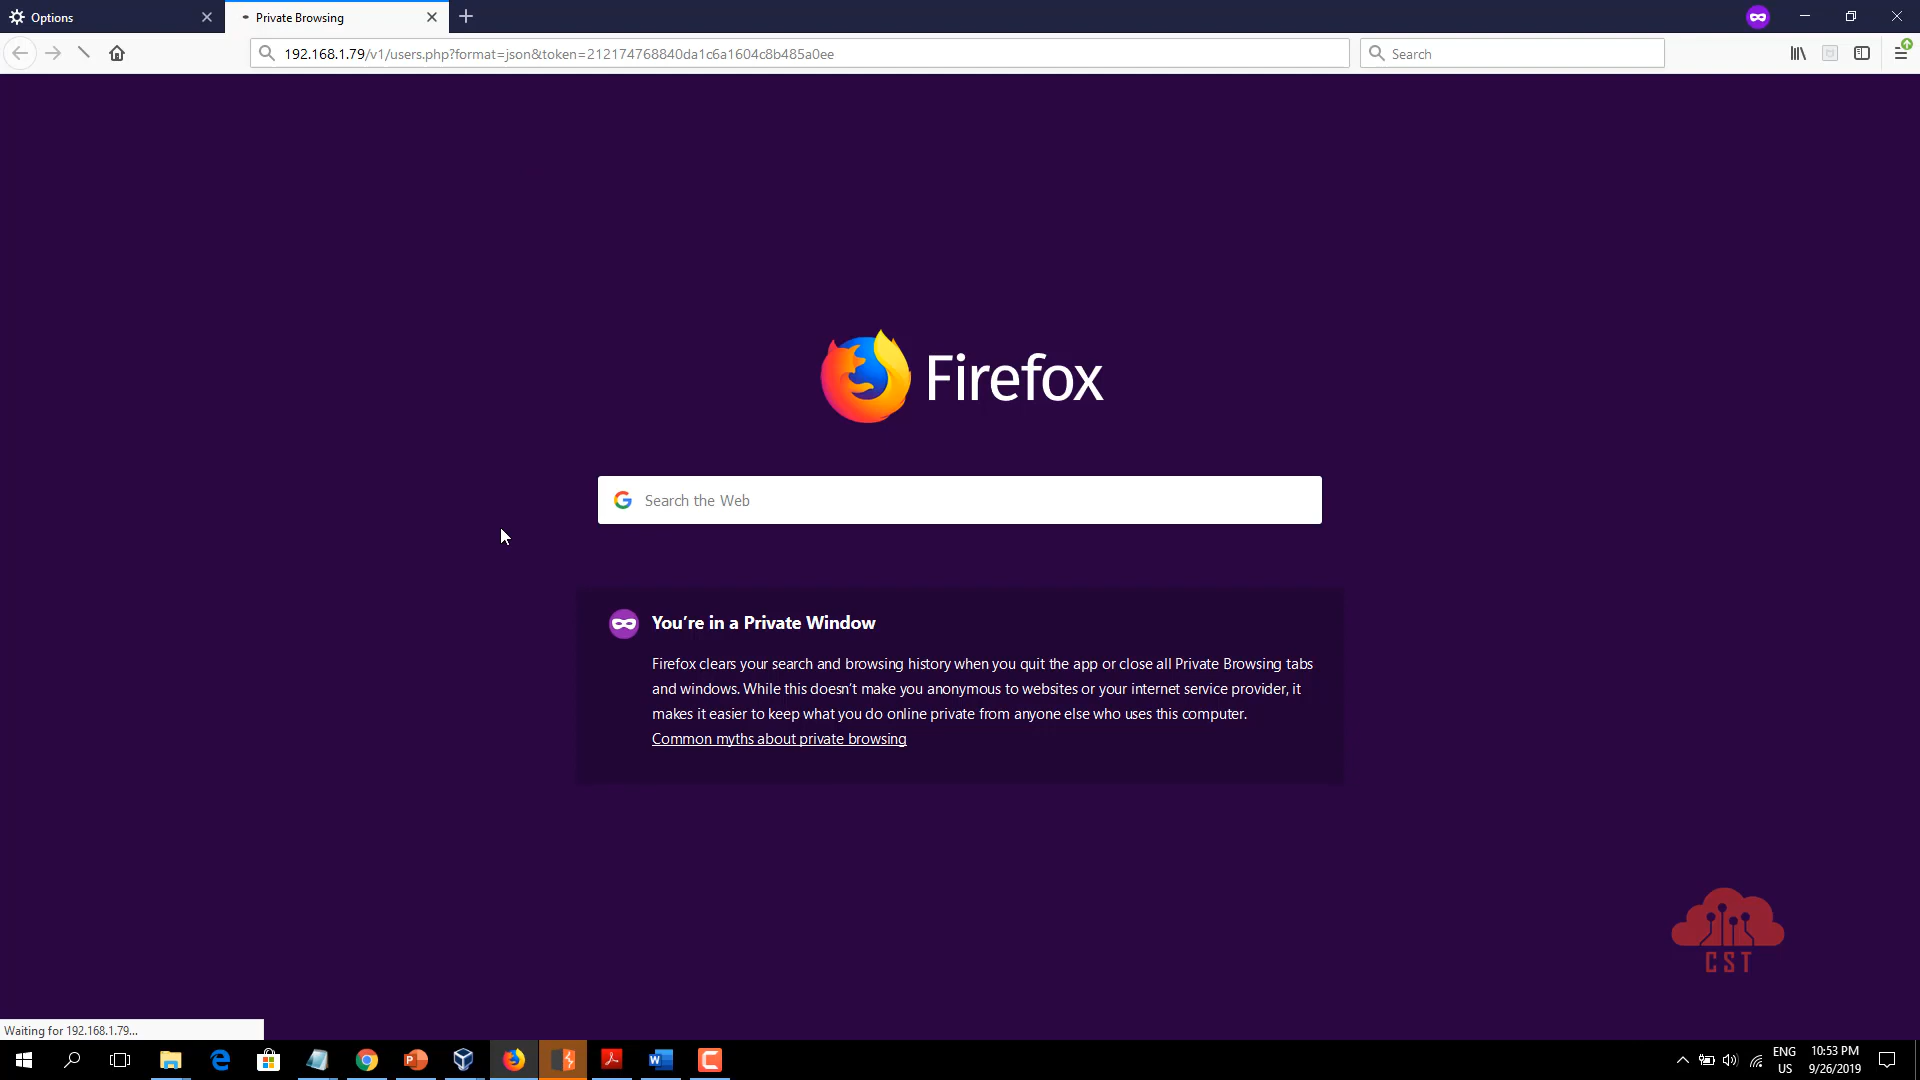 Options
Private Browsing
192.168.1.79/v1/users.php?format=json&token=212174768840da1c6a1604c8b485a0ee
Search
Firefox
Search the Web
You're in a Private Window
Firefox clears your search and browsing history when you quit the app or close all Private Browsing tabs
and windows. While this doesn't make you anonymous to websites or your internet service provider, it
makes it easier to keep what you do online private from anyone else who uses this computer.
Common myths about private browsing
CST
Waiting for 192.168.1.79...
ENG
US
10:53 PM
9/26/2019